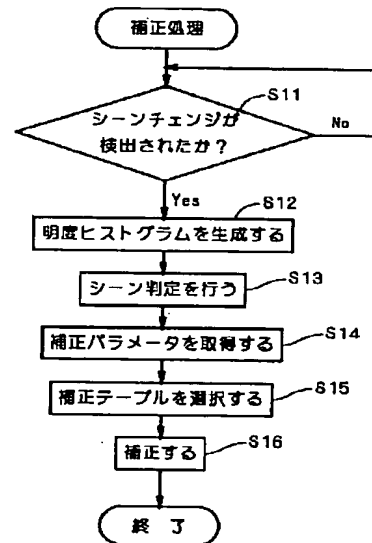 補正処理
S11
シーンチェンジが
検出されたか？
No
Yes
S12
明度ヒストグラムを生成する
S13
シーン判定を行う
S14
補正パラメータを取得する
S15
補正テーブルを選択する
S16
補正する
終了